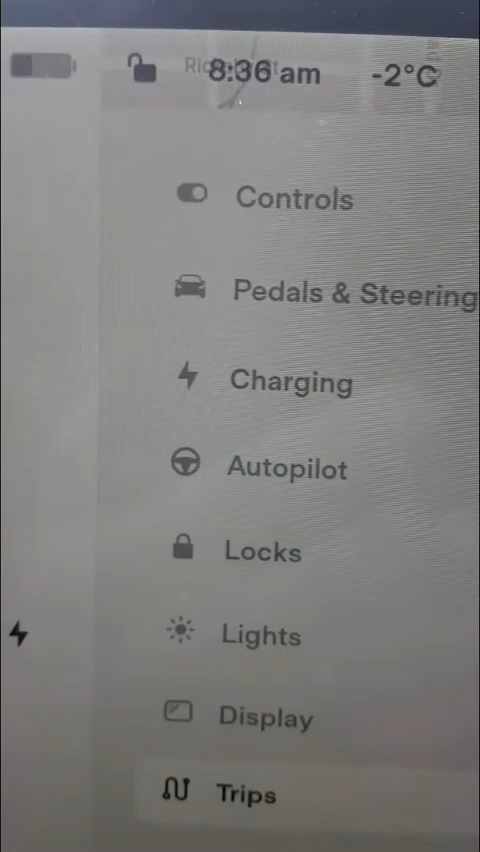 8:36 am
-2°C
Controls
Pedals & Steering
Charging
Autopilot
Locks
Lights
Display
Trips